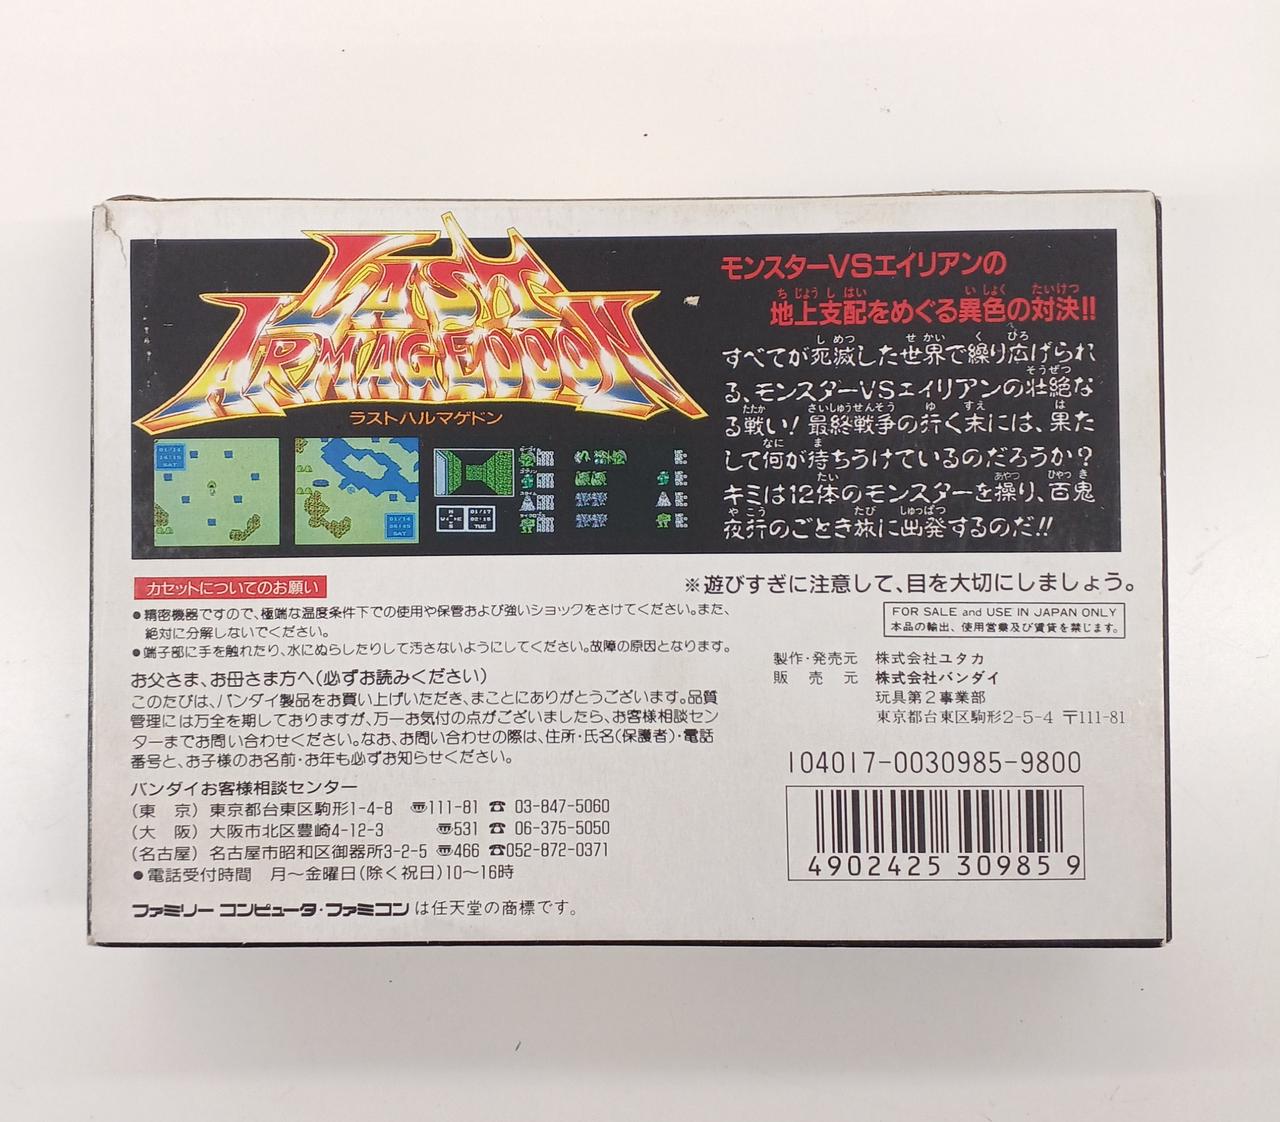 LAST
ARMAGEDDON
ラストハルマゲドン
モンスターVSエイリアンの
地上支配をめぐる異色の対決!!
すべてが死滅した世界で繰り広げられ
る、モンスターVSエイリアンの壮絶な
る戦い!最終戦争の行く末には、果た
して何が待ちうけているのだろうか?
キミは12体のモンスターを操り、百鬼
夜行のごとき旅に出発するのだ!!
カセットについてのお願い
●精密機器ですので、極端な温度条件下での使用や保管および強いショックをさけてください。また、
絶対に分解しないでください。
●端子部に手を触れたり、水にぬらしたりして汚さないようにしてください。故障の原因となります。
お父さま、お母さま方へ(必ずお読みください)
このたびは、バンダイ製品をお買い上げいただき、まことにありがとうございます。品質
管理には万全を期しておりますが、万一お気付の点がございましたら、お客様相談セン
ターまでお問い合わせください。なお、お問い合わせの際は、住所・氏名(保護者)・電話
番号と、お子様のお名前・お年も必ずお知らせください。
バンダイお客様相談センター
(東 京) 東京都台東区駒形1-4-8 〠111-81 ☎ 03-847-5060
(大 阪) 大阪市北区豊崎4-12-3 〠531 ☎ 06-375-5050
(名古屋) 名古屋市昭和区御器所3-2-5 〠466 ☎052-872-0371
●電話受付時間 月〜金曜日(除く祝日)10〜16時
ファミリーコンピュータ・ファミコンは任天堂の商標です。
※遊びすぎに注意して、目を大切にしましょう。
FOR SALE and USE IN JAPAN ONLY
本品の輸出、使用営業及び賃貸を禁じます。
製作・発売元 株式会社ユタカ
販売元 株式会社バンダイ
玩具第2事業部
東京都台東区駒形2-5-4 〒111-81
104017-0030985-9800
4902425 309859